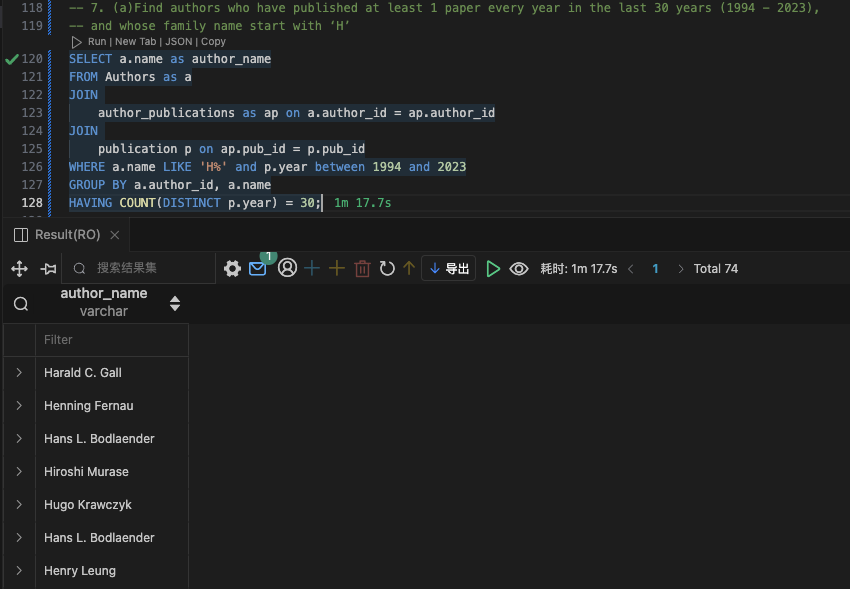 118 -- 7. (a)Find authors who have published at least 1 paper every year in the last 30 years (1994 - 2023),
119 -- and whose family name start with ‘H’
Run | New Tab | JSON | Copy
120 SELECT a.name as author_name
121 FROM Authors as a
122 JOIN
123 author_publications as ap on a.author_id = ap.author_id
124 JOIN
125 publication p on ap.pub_id = p.pub_id
126 WHERE a.name LIKE 'H%' and p.year between 1994 and 2023
127 GROUP BY a.author_id, a.name
128 HAVING COUNT(DISTINCT p.year) = 30; 1m 17.7s
Result(RO)
搜索结果集 1 导出 耗时: 1m 17.7s 1 Total 74
author_name
varchar
Filter
Harald C. Gall
Henning Fernau
Hans L. Bodlaender
Hiroshi Murase
Hugo Krawczyk
Hans L. Bodlaender
Henry Leung